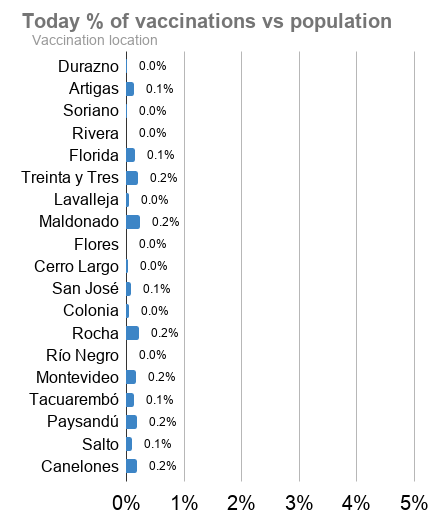 Today % of vaccinations vs population
Vaccination location
Durazno 0.0%
Artigas 0.1%
Soriano 0.0%
Rivera 0.0%
Florida 0.1%
Treinta y Tres 0.2%
Lavalleja 0.0%
Maldonado 0.2%
Flores 0.0%
Cerro Largo 0.0%
San José 0.1%
Colonia 0.0%
Rocha 0.2%
Río Negro 0.0%
Montevideo 0.2%
Tacuarembó 0.1%
Paysandú 0.2%
Salto 0.1%
Canelones 0.2%
0% 1% 2% 3% 4% 5%